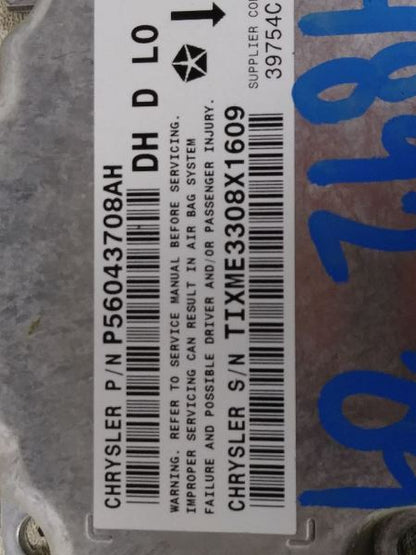 CHRYSLER P/N P56043708AH
DH D LO
WARNING. REFER TO SERVICE MANUAL BEFORE SERVICING.
IMPROPER SERVICING CAN RESULT IN AIR BAG SYSTEM
FAILURE AND POSSIBLE DRIVER AND/OR PASSENGER INJURY.
CHRYSLER S/N TIXME3308X1609
SUPPLIER CO
39754C